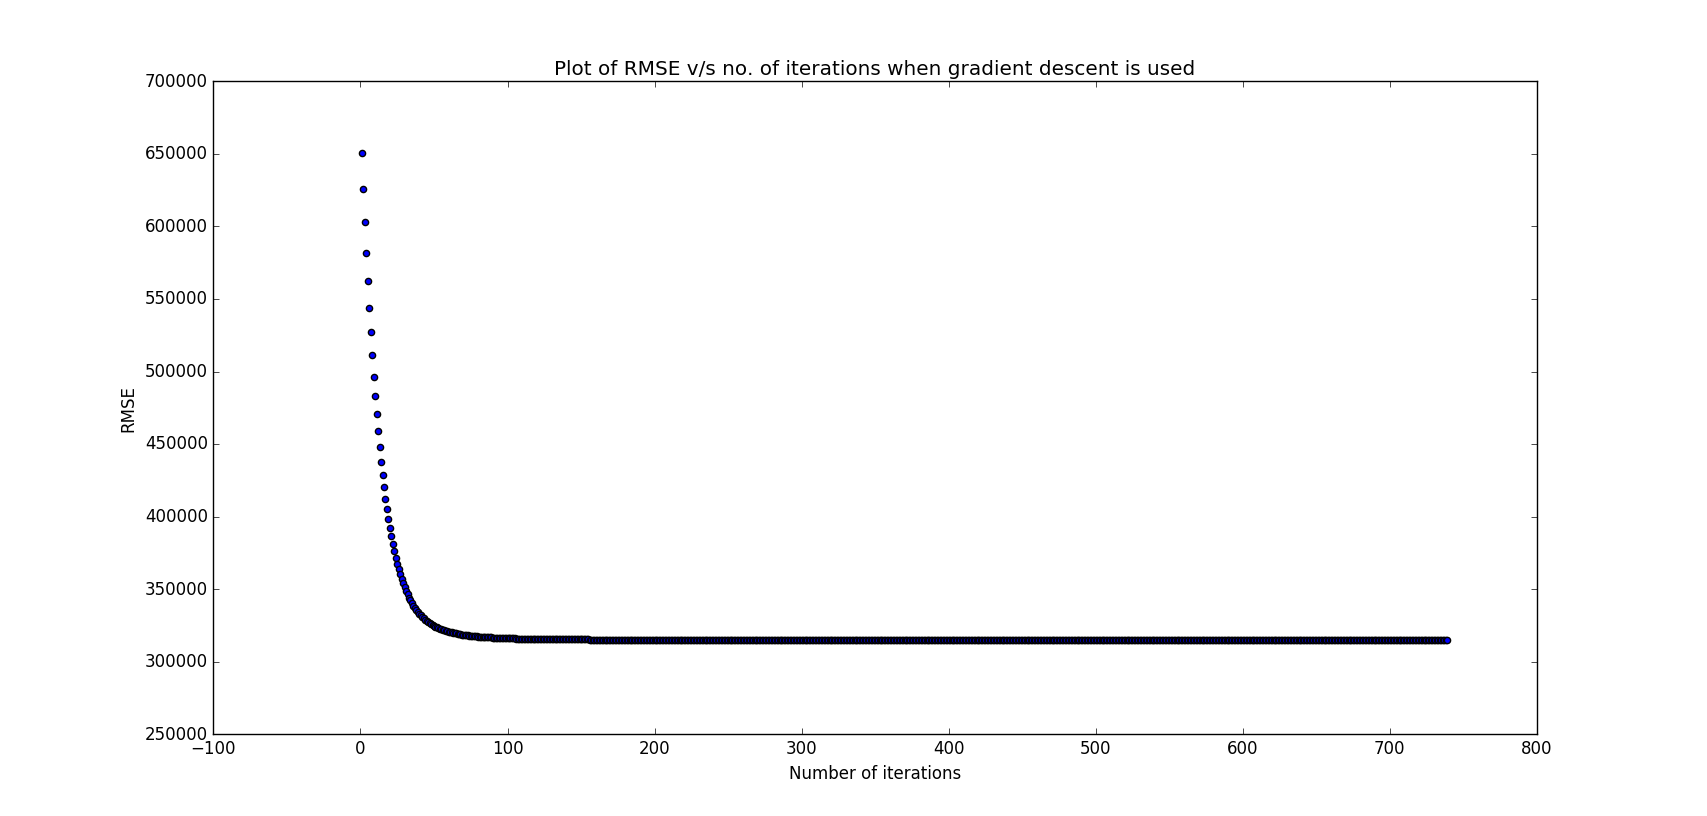 Plot of RMSE v/s no. of iterations when gradient descent is used
700000
650000
600000
550000
500000
450000
400000
350000
300000
250000
RMSE
−100 0 100 200 300 400 500 600 700 800
Number of iterations